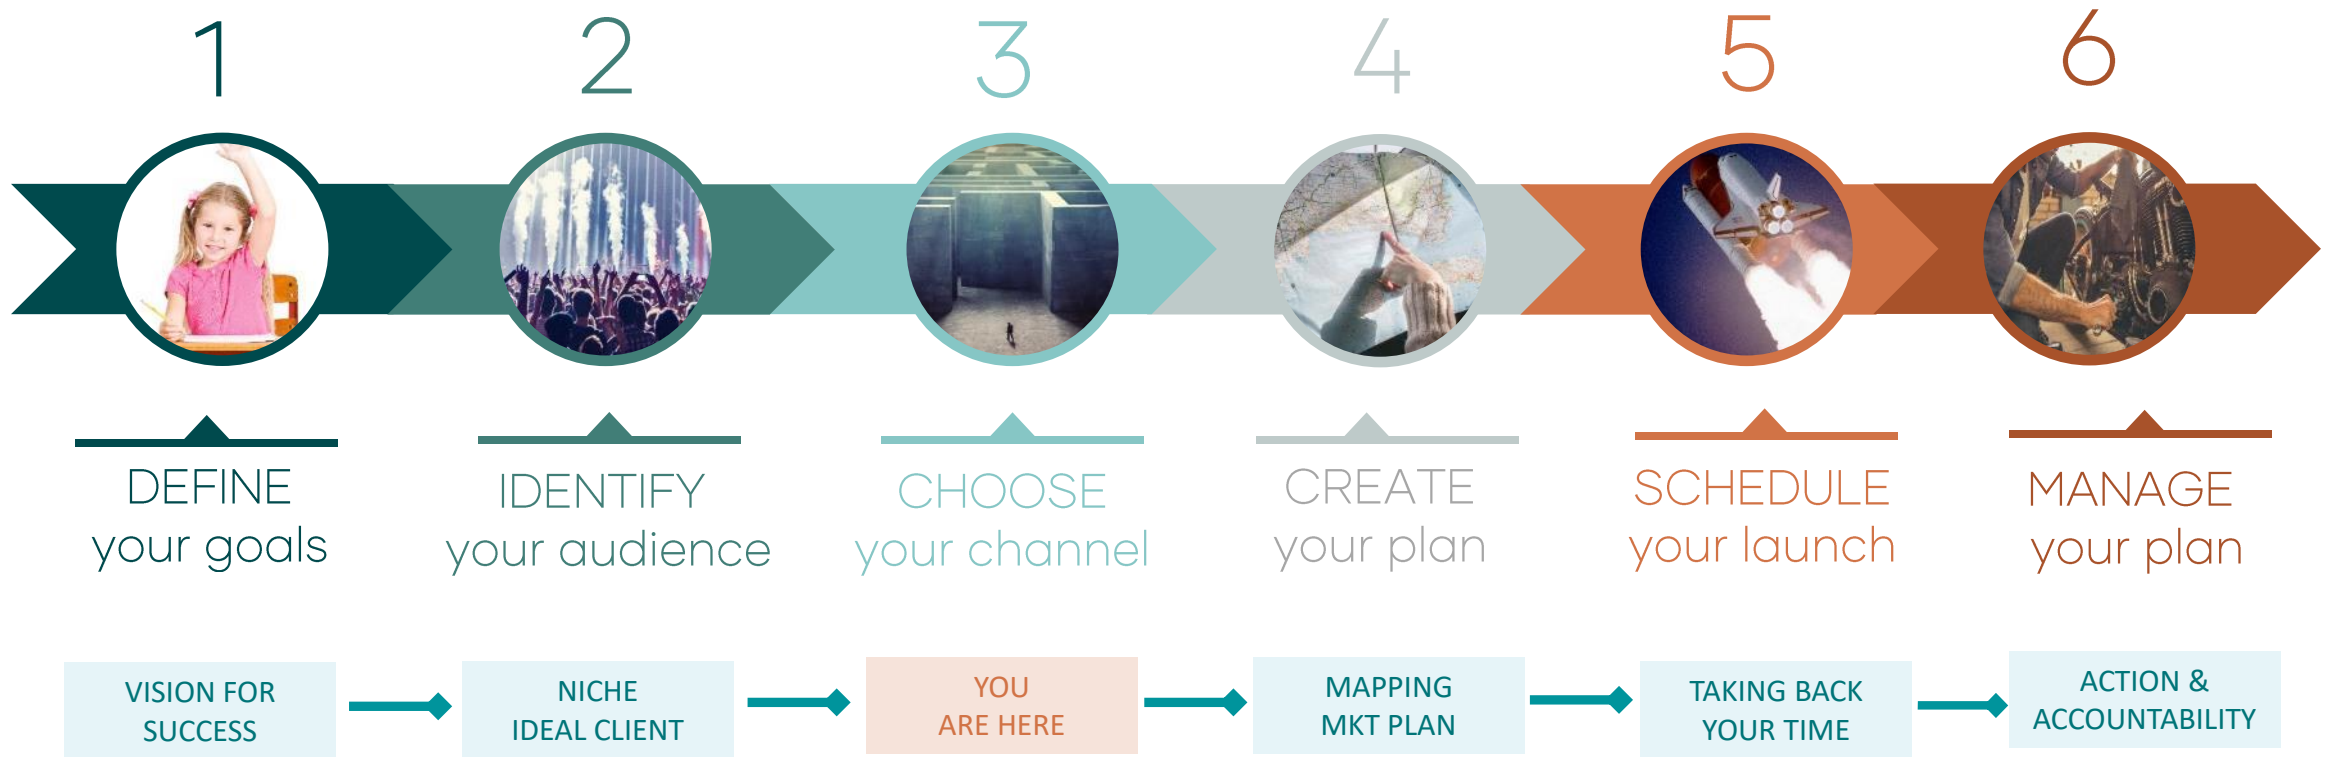 1
2
3
4
5
6
DEFINE
your goals
IDENTIFY
your audience
CHOOSE
your channel
CREATE
your plan
SCHEDULE
your launch
MANAGE
your plan
VISION FOR
SUCCESS
NICHE
IDEAL CLIENT
YOU
ARE HERE
MAPPING
MKT PLAN
TAKING BACK
YOUR TIME
ACTION &
ACCOUNTABILITY